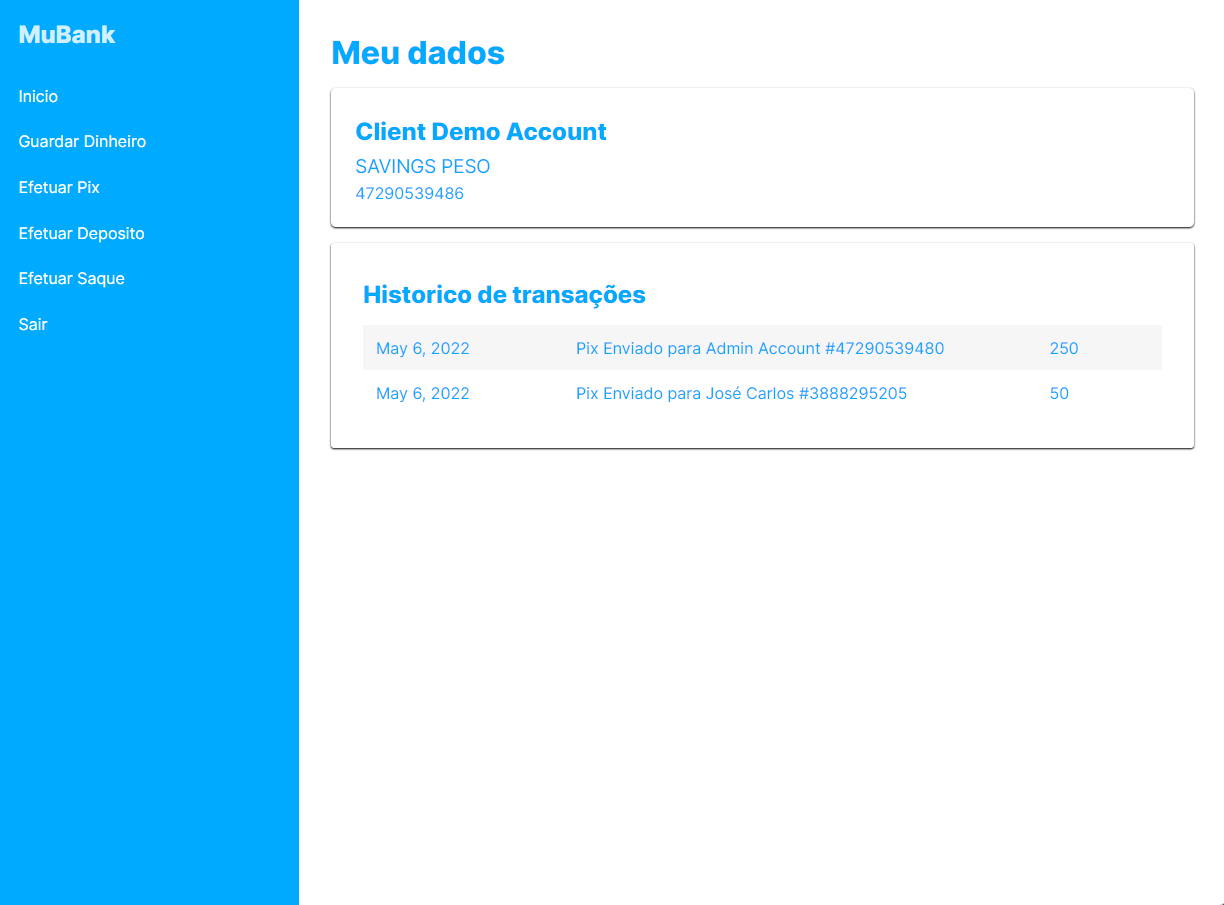 MuBank
Inicio
Guardar Dinheiro
Efetuar Pix
Efetuar Deposito
Efetuar Saque
Sair
Meu dados
Client Demo Account
SAVINGS PESO
47290539486
Historico de transações
May 6, 2022 Pix Enviado para Admin Account #47290539480 250
May 6, 2022 Pix Enviado para José Carlos #3888295205 50